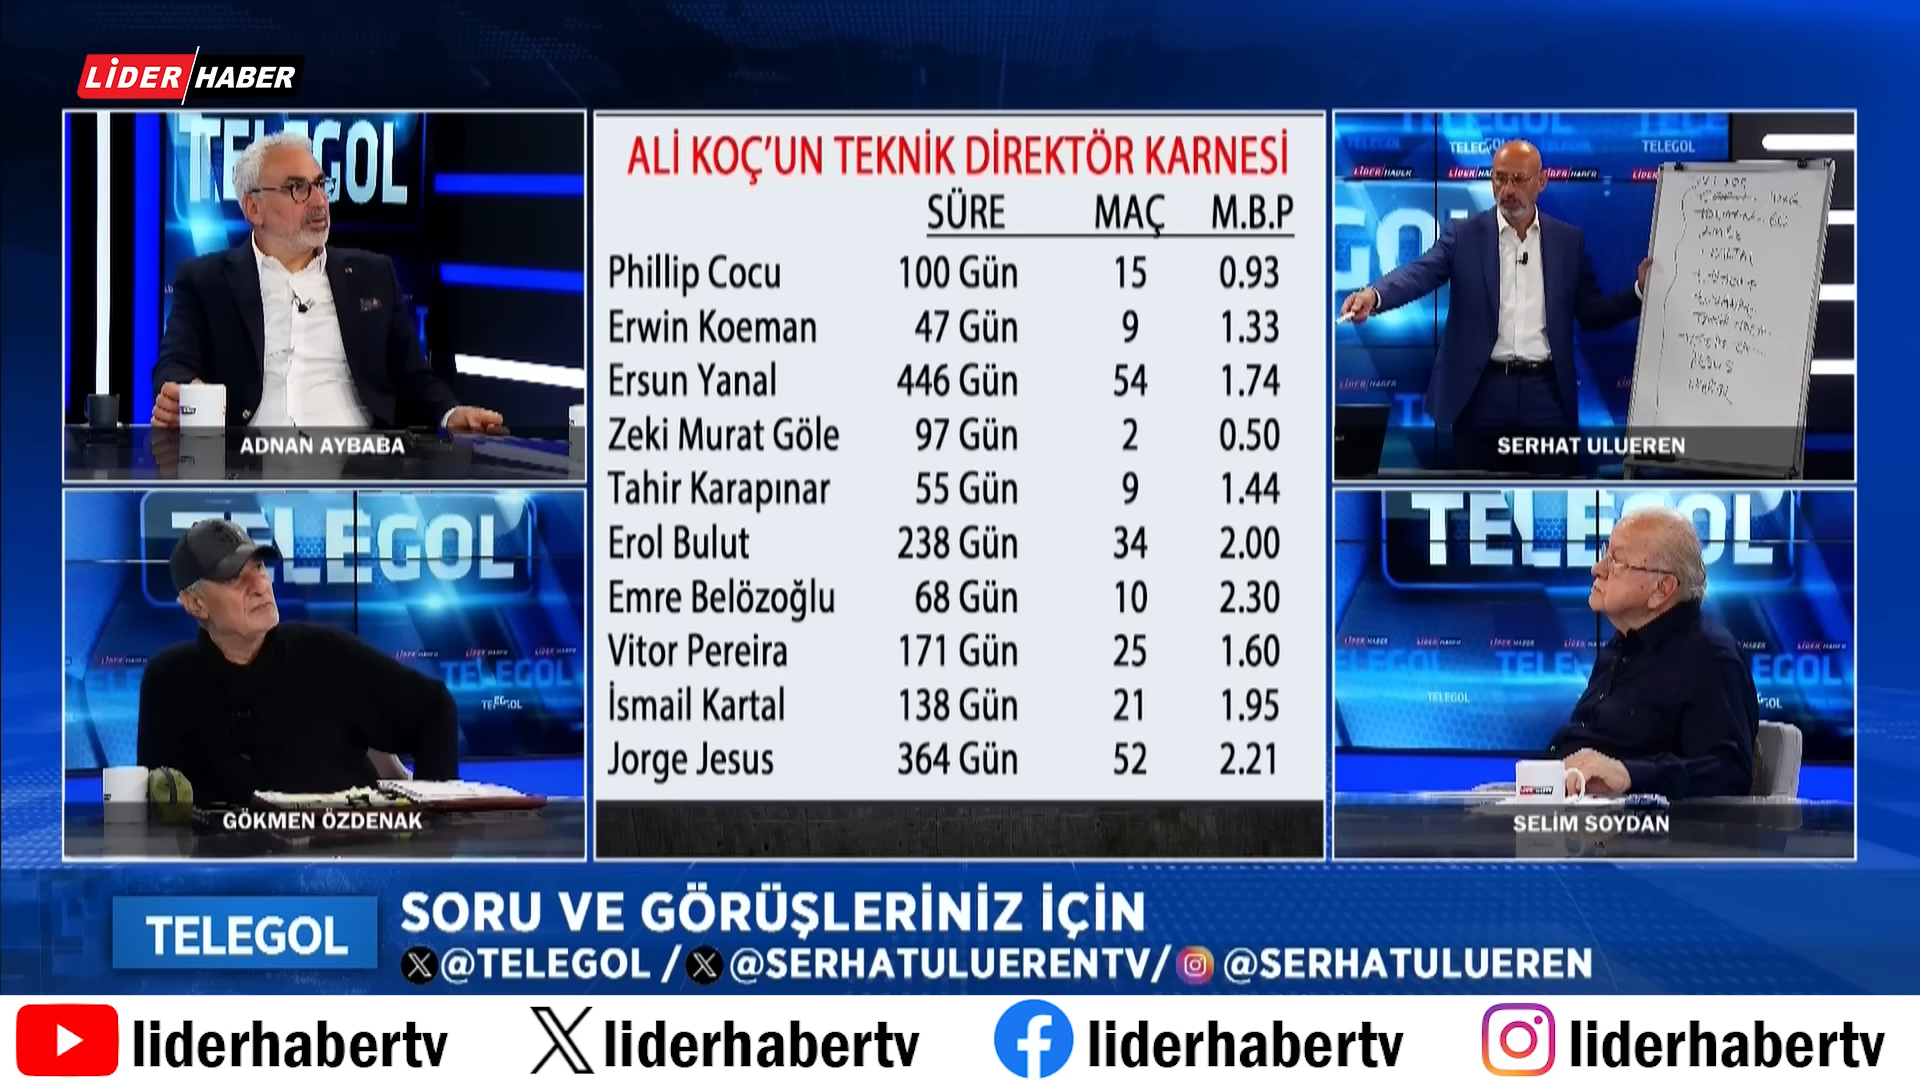 LİDER HABER
TELEGOL
ADNAN AYBABA
TELEGOL
GÖKMEN ÖZDENAK
ALİ KOÇ'UN TEKNİK DİREKTÖR KARNESİ
SÜRE MAÇ M.B.P
Phillip Cocu 100 Gün 15 0.93
Erwin Koeman 47 Gün 9 1.33
Ersun Yanal 446 Gün 54 1.74
Zeki Murat Göle 97 Gün 2 0.50
Tahir Karapınar 55 Gün 9 1.44
Erol Bulut 238 Gün 34 2.00
Emre Belözoğlu 68 Gün 10 2.30
Vitor Pereira 171 Gün 25 1.60
İsmail Kartal 138 Gün 21 1.95
Jorge Jesus 364 Gün 52 2.21
TELEGOL
SERHAT ULUEREN
TELEGOL
SELİM SOYDAN
TELEGOL
SORU VE GÖRÜŞLERİNİZ İÇİN
@TELEGOL / @SERHATULUERENTV/ @SERHATULUEREN
liderhabertv liderhabertv liderhabertv liderhabertv